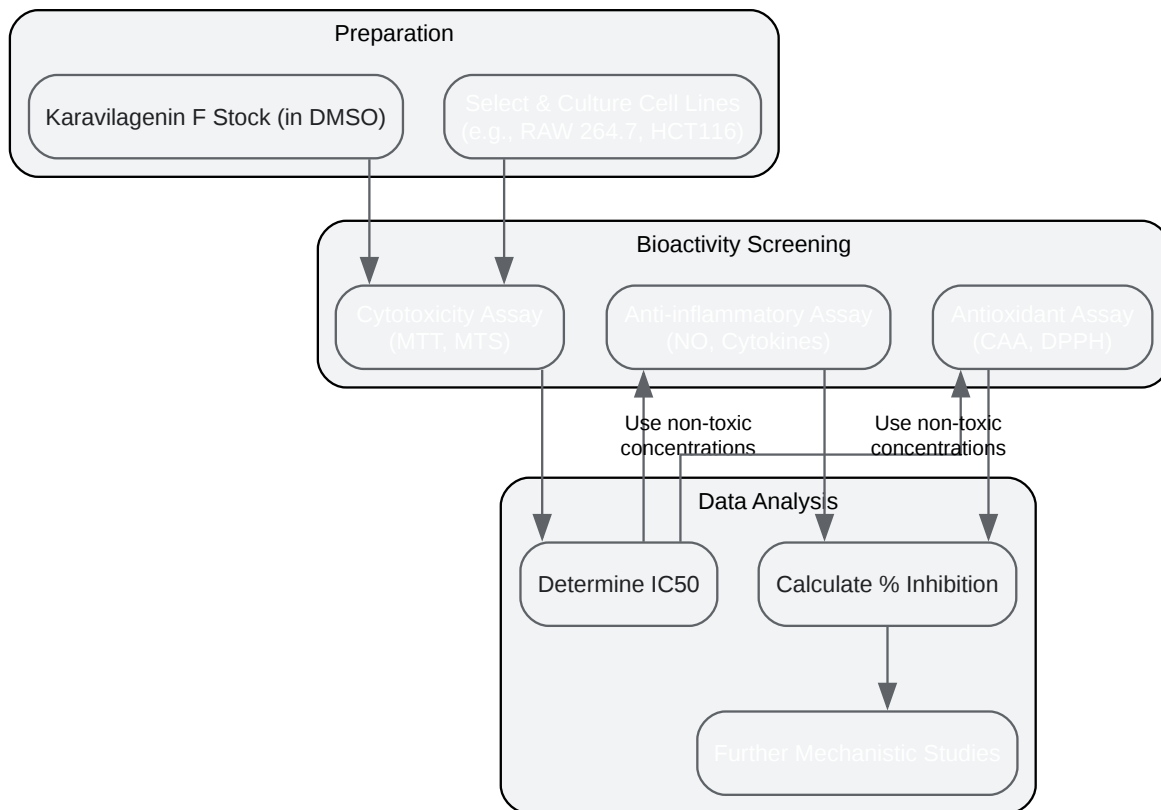 Preparation
Karavilagenin F Stock (in DMSO)
Select & Culture Cell Lines
(e.g., RAW 264.7, HCT116)
Bioactivity Screening
Cytotoxicity Assay
(MTT, MTS)
Anti-inflammatory Assay
(NO, Cytokines)
Antioxidant Assay
(CAA, DPPH)
Use non-toxic
concentrations
Use non-toxic
concentrations
Data Analysis
Determine IC50
Calculate % Inhibition
Further Mechanistic Studies